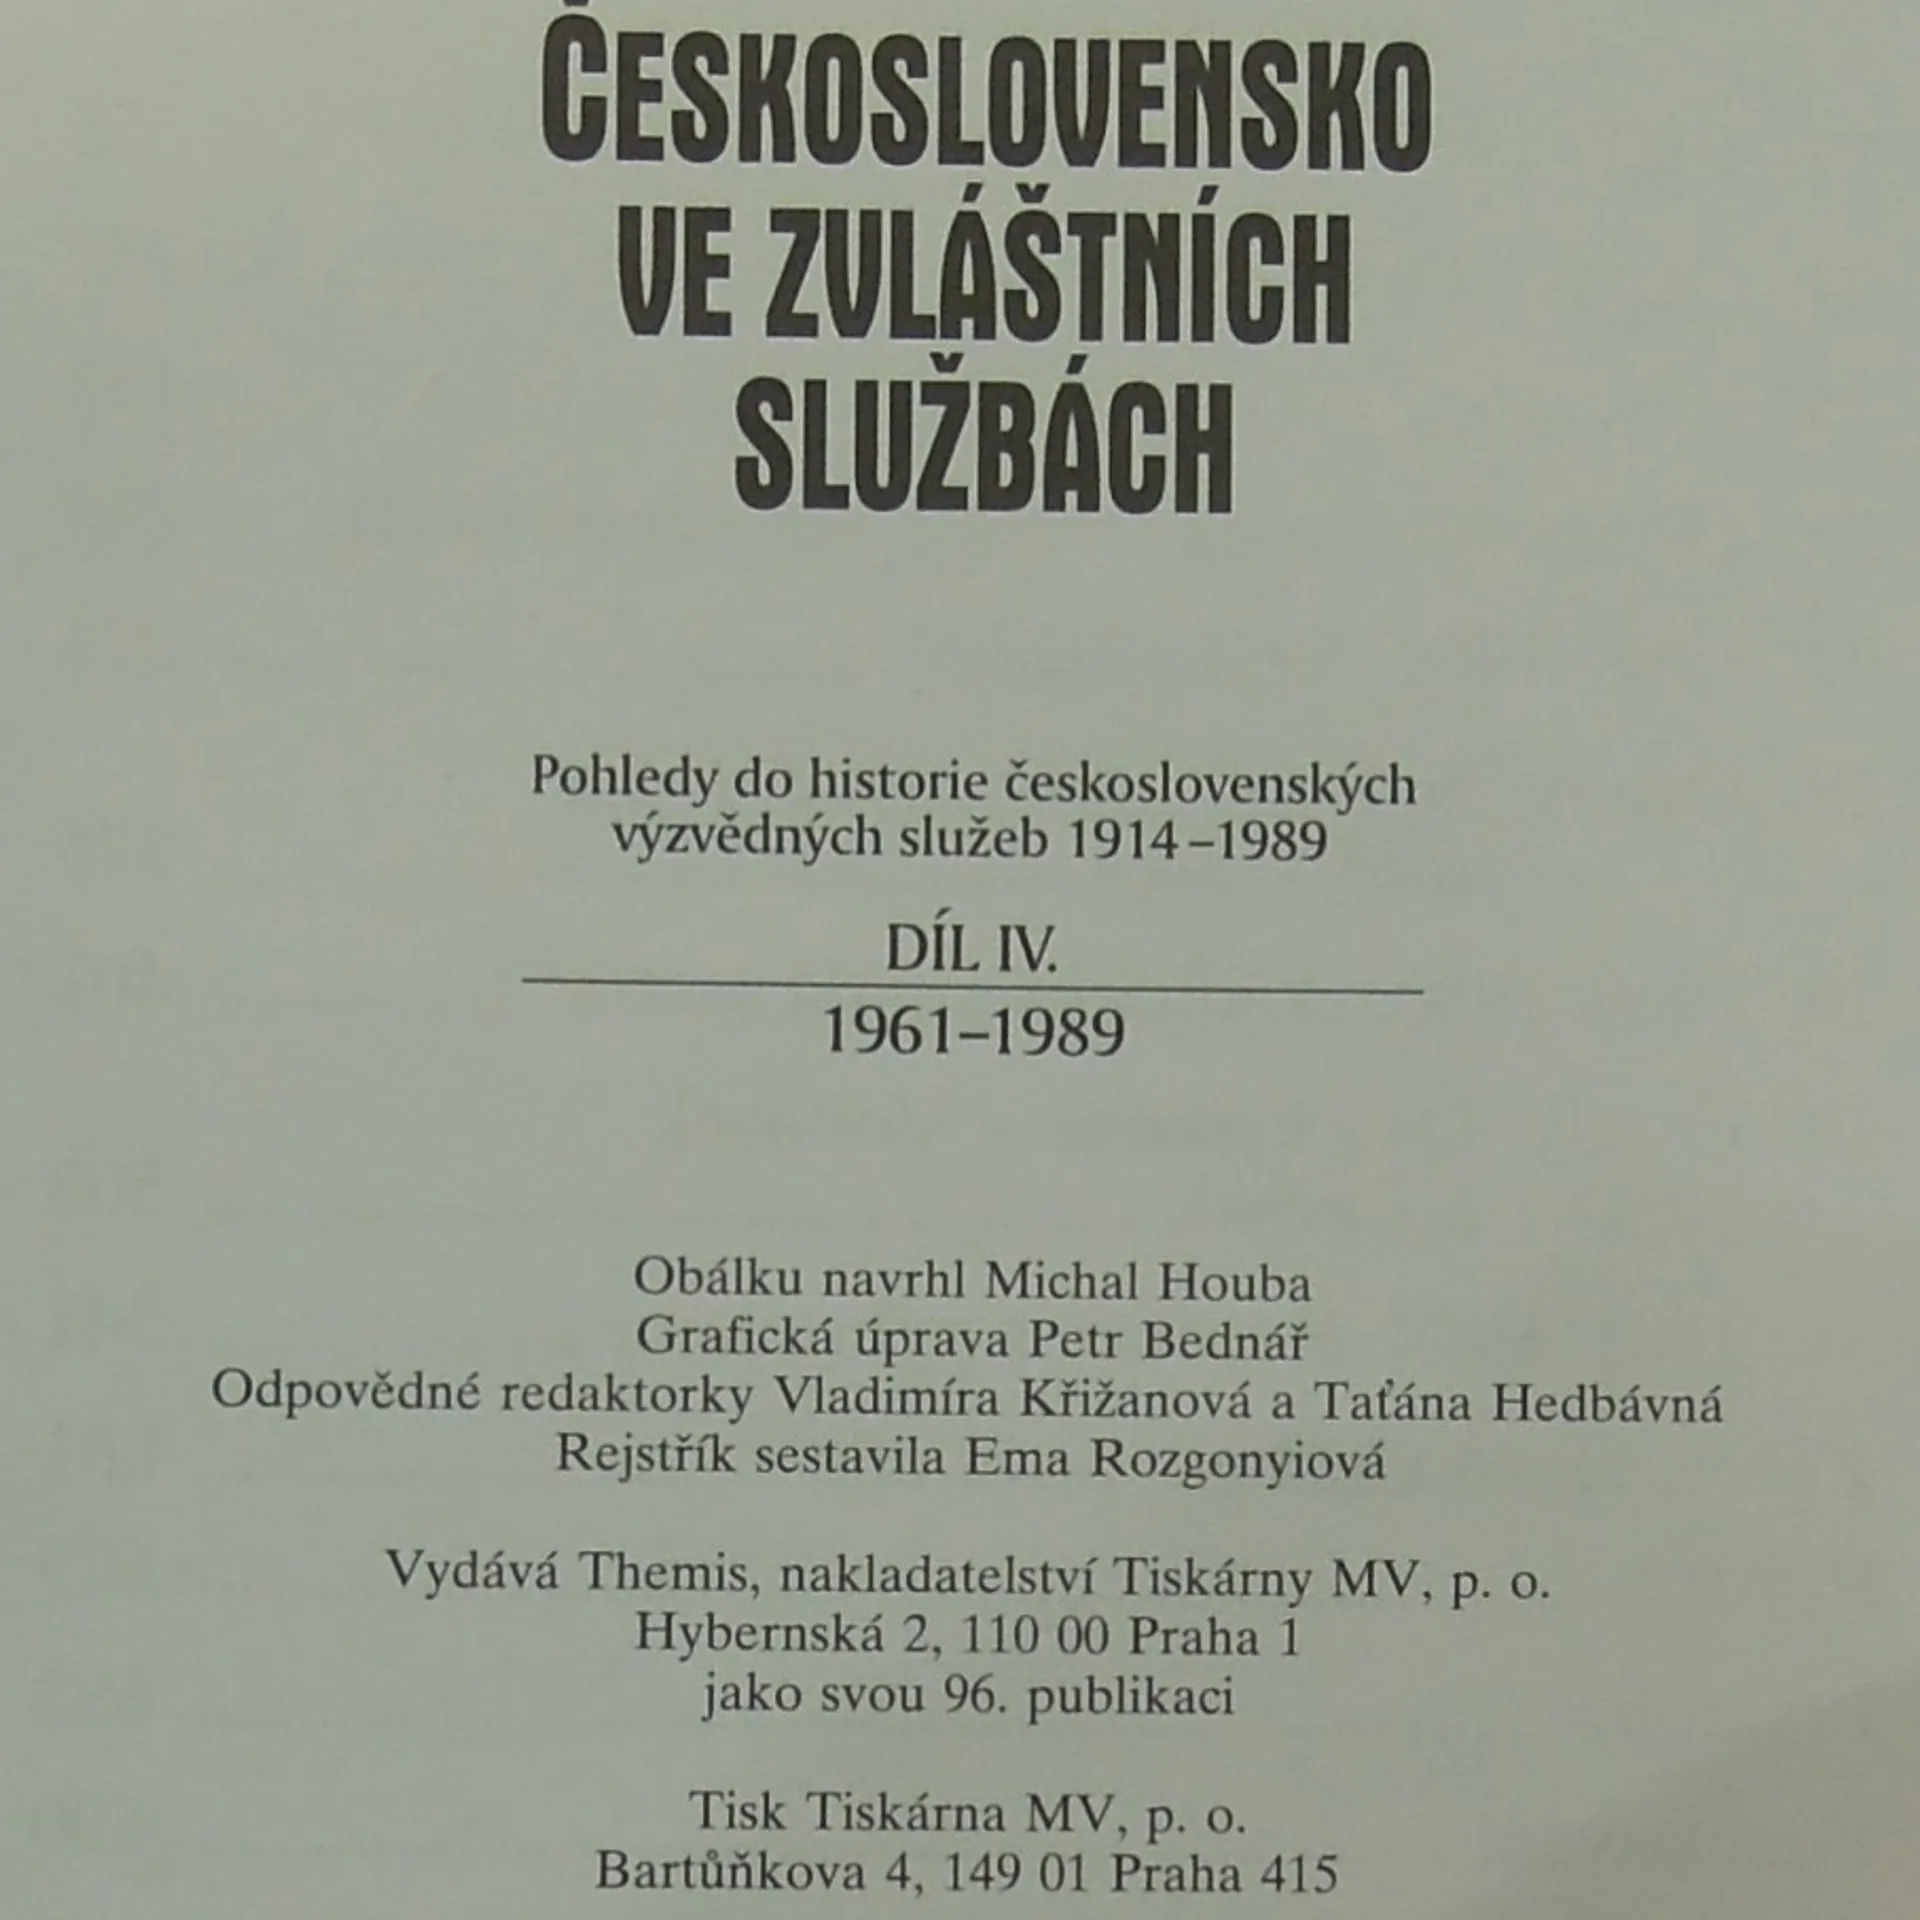 ČESKOSLOVENSKO
VE ZVLÁŠTNÍCH
SLUŽBÁCH
Pohledy do historie československých
výzvědných služeb 1914–1989
DÍL IV.
1961–1989
Obálku navrhl Michal Houba
Grafická úprava Petr Bednář
Odpovědné redaktorky Vladimíra Křižanová a Taťána Hedbávná
Rejstřík sestavila Ema Rozgonyiová
Vydává Themis, nakladatelství Tiskárny MV, p. o.
Hybernská 2, 110 00 Praha 1
jako svou 96. publikaci
Tisk Tiskárna MV, p. o.
Bartůňkova 4, 149 01 Praha 415